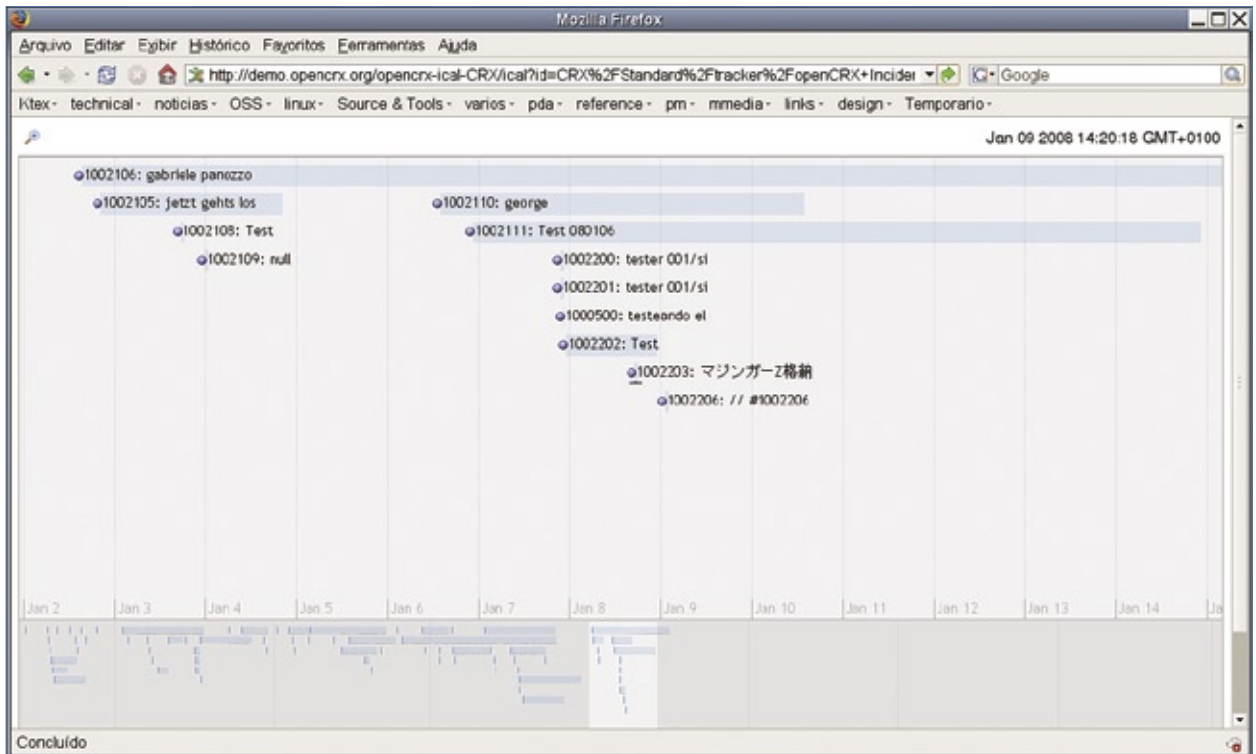 Mozilla Firefox
Arquivo Editar Exibir Histórico Favoritos Ferramentas Ajuda
http://demo.opencrx.org/opencrx-ical-CRX/ical?id=CRX%2FStandard%2Ftracker%2FopenCRX+Incider
Google
Ktex technical noticias OSS linux Source & Tools varios pda reference pm mmedia links design Temporario
Jan 09 2008 14:20:18 GMT+0100
1002106: gabriele panozzo
1002105: jetzt gehts los
1002110: george
1002108: Test
1002111: Test 080106
1002109: null
1002200: tester 001/si
1002201: tester 001/si
1000500: testeando el
1002202: Test
1002203: マジンガーZ格納
1002206: // #1002206
Jan 2 Jan 3 Jan 4 Jan 5 Jan 6 Jan 7 Jan 8 Jan 9 Jan 10 Jan 11 Jan 12 Jan 13 Jan 14 Ja
Concluído